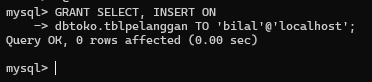 mysql> GRANT SELECT, INSERT ON
    -> dbtoko.tblpelanggan TO 'bilal'@'localhost';
Query OK, 0 rows affected (0.00 sec)
mysql>